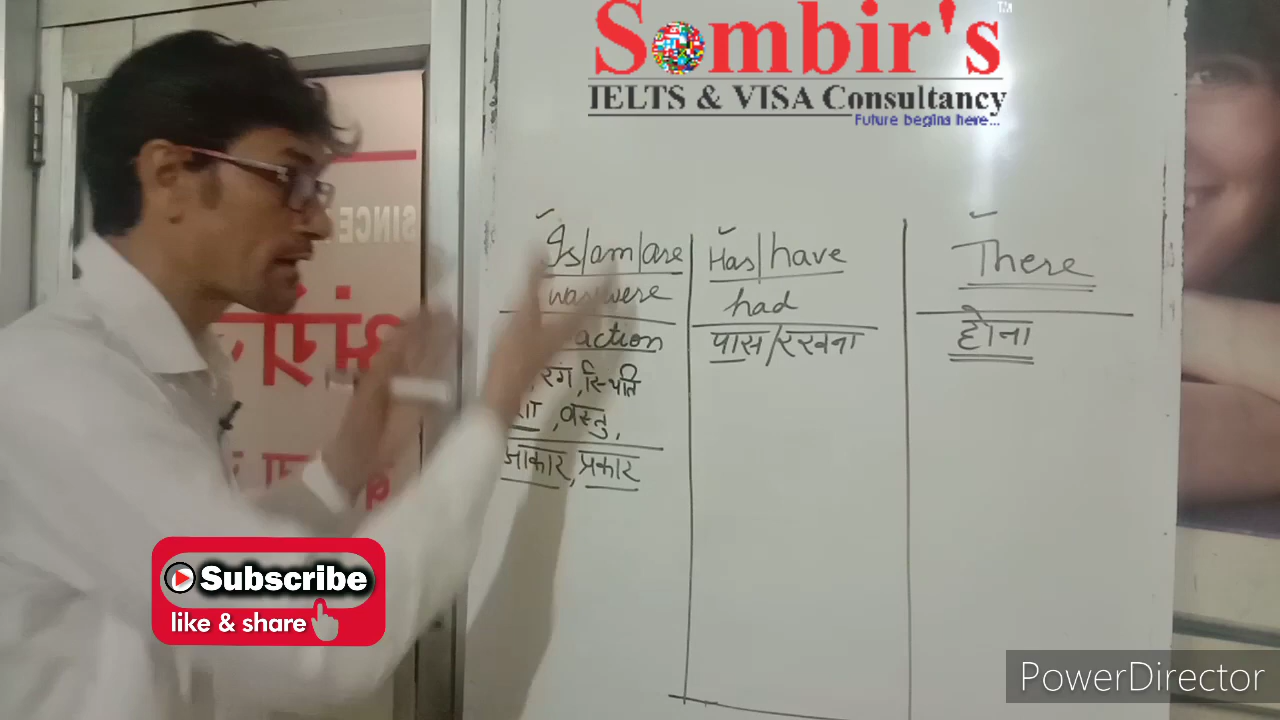 Sombir's
IELTS & VISA Consultancy
Future begins here...
SINCE
Is/am/are
Has/have
There
was/were
had
होना
action
पास/रखना
रंग, स्थिति
, वस्तु,
आकार, प्रकार
Subscribe
like & share
PowerDirector